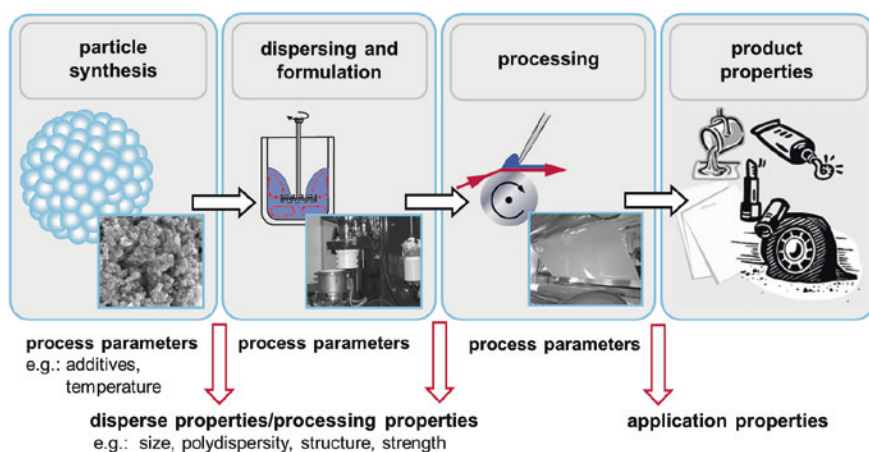 particle
synthesis
dispersing and
formulation
processing
product
properties
process parameters
e.g.: additives,
temperature
process parameters
process parameters
disperse properties/processing properties
e.g.: size, polydispersity, structure, strength
application properties